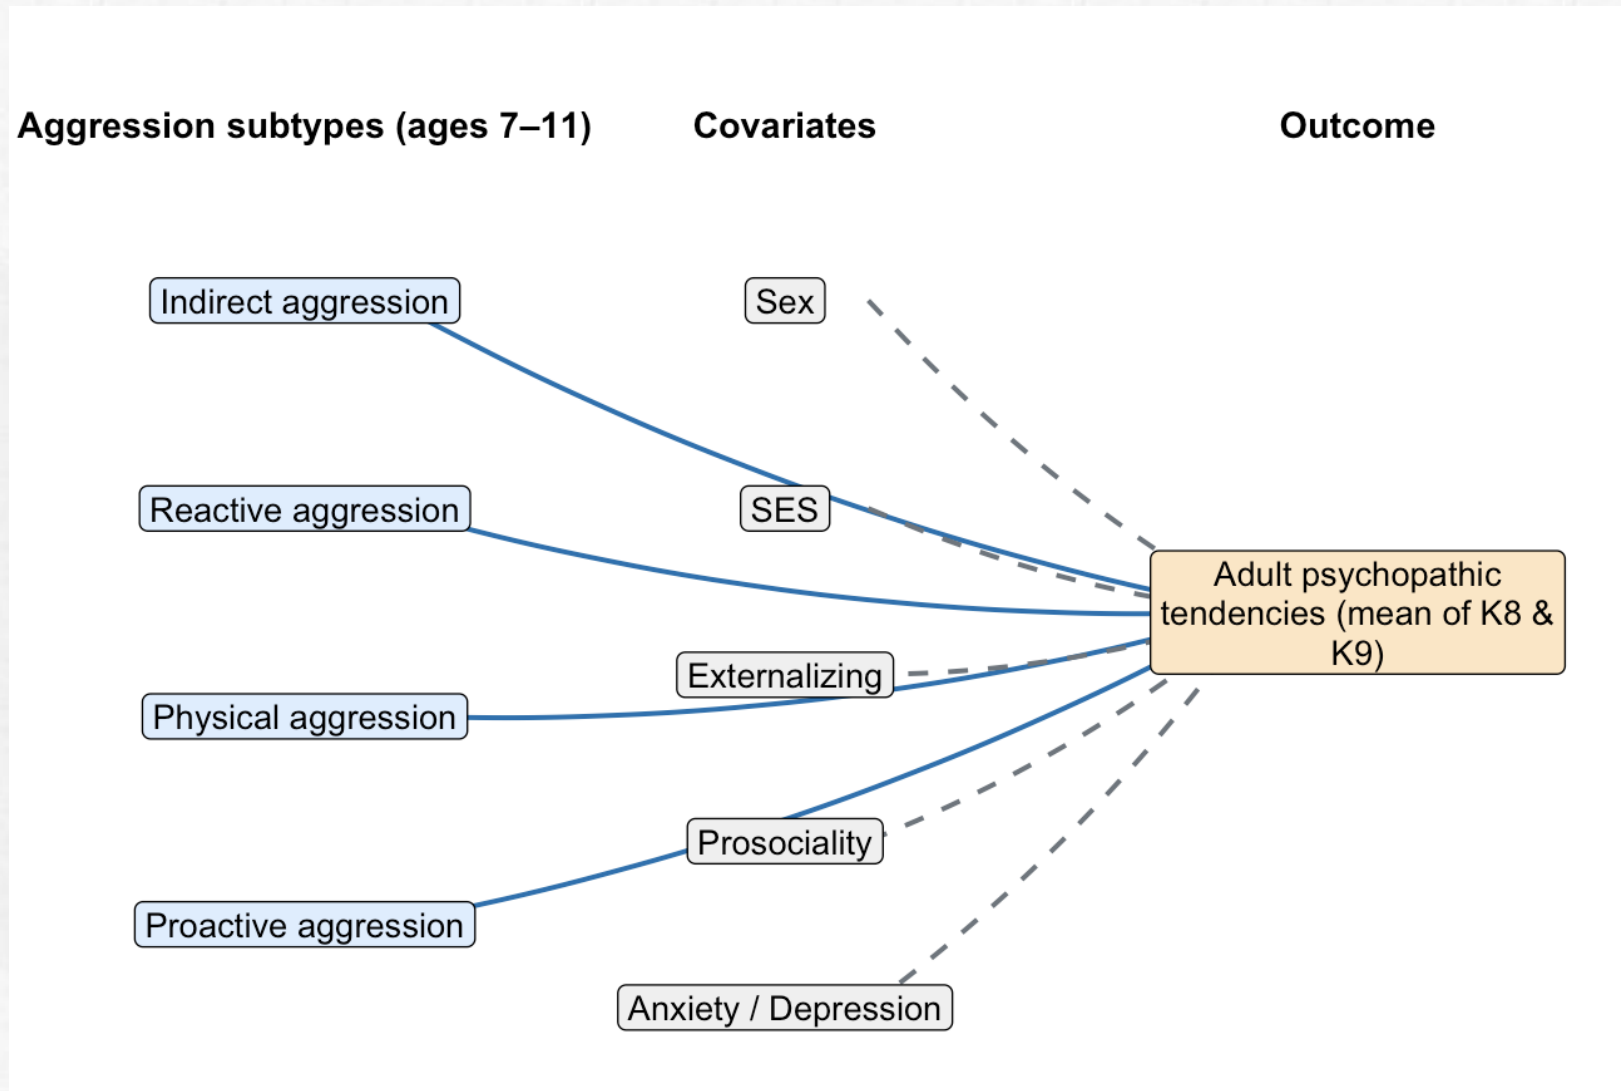 Aggression subtypes (ages 7–11)
Covariates
Outcome
Indirect aggression
Sex
Reactive aggression
SES
Adult psychopathic
tendencies (mean of K8 &
K9)
Externalizing
Physical aggression
Prosociality
Proactive aggression
Anxiety / Depression